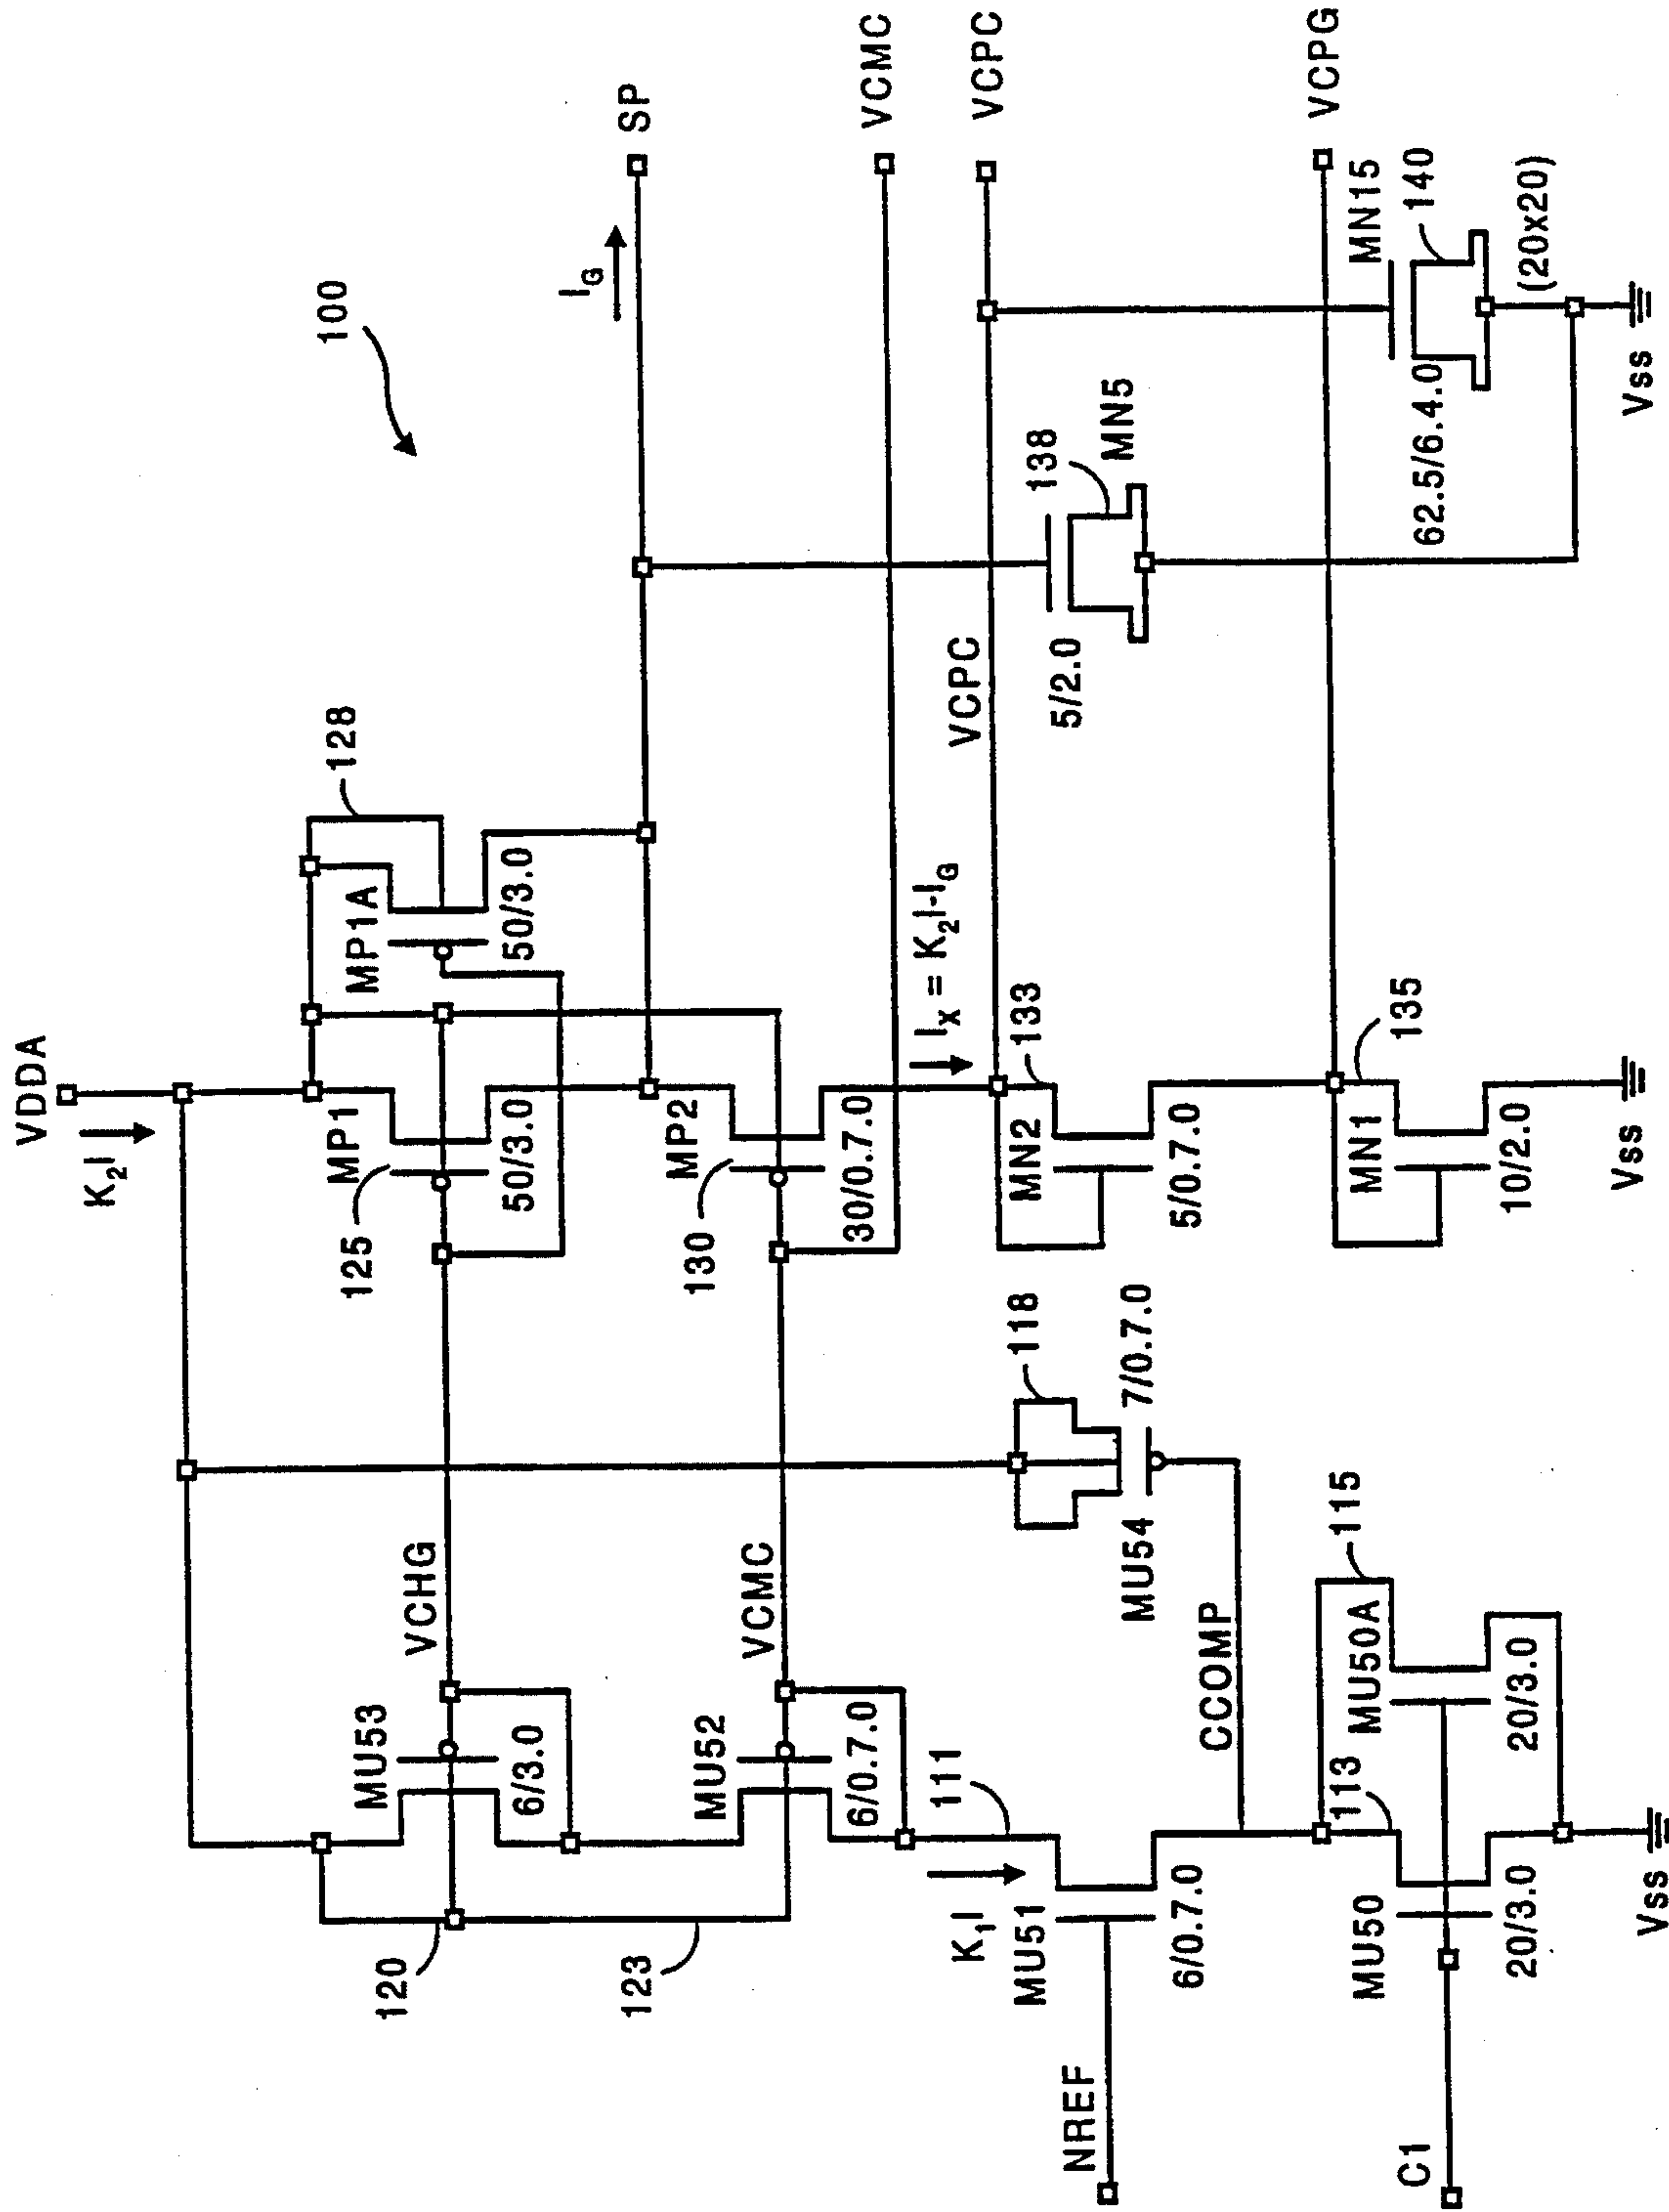 VDDA
K₂I
100
SP
I_G
VCMC
VCPC
VCPG
128
MP1A
50/3.0
MP1
125
50/3.0
MP2
130
30/0.7.0
VCHG
VCMC
MU53
6/3.0
MU52
6/0.7.0
120
123
K₁I
111
MU51
6/0.7.0
NREF
CCOMP
118
7/0.7.0
MU54
115
MU50A
20/3.0
113
MU50
20/3.0
C1
Vss
I_X = K₂I-I_G
133
MN2
5/0.7.0
135
MN1
10/2.0
Vss
VCPC
138
MN5
5/2.0
MN15
140
62.5/6.4.0
(20x20)
Vss